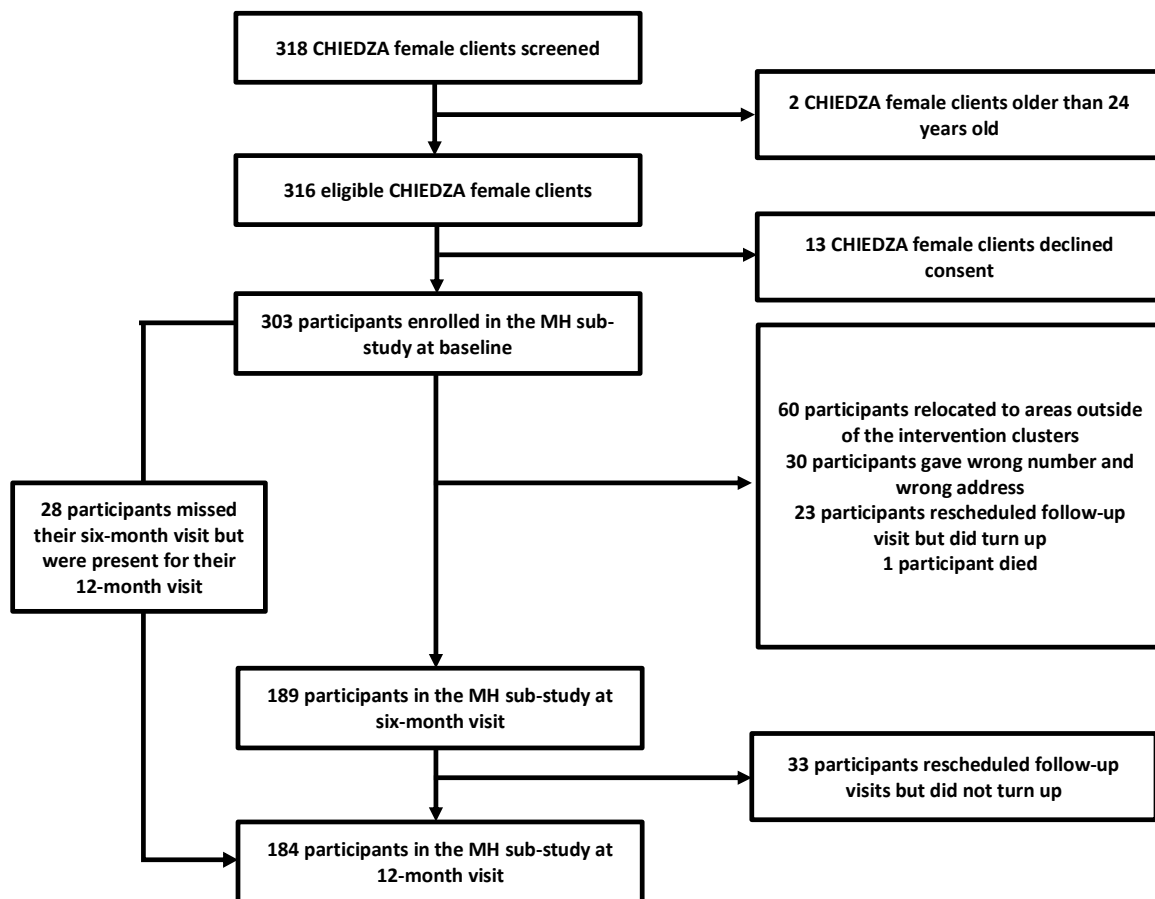 318 CHIEDZA female clients screened
2 CHIEDZA female clients older than 24
years old
316 eligible CHIEDZA female clients
13 CHIEDZA female clients declined
consent
303 participants enrolled in the MH sub-
study at baseline
60 participants relocated to areas outside
of the intervention clusters
30 participants gave wrong number and
wrong address
23 participants rescheduled follow-up
visit but did turn up
1 participant died
28 participants missed
their six-month visit but
were present for their
12-month visit
189 participants in the MH sub-study at
six-month visit
33 participants rescheduled follow-up
visits but did not turn up
184 participants in the MH sub-study at
12-month visit